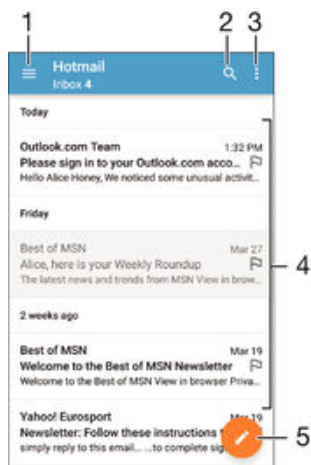 1 2 3
Hotmail
Inbox 4
Today
Outlook.com Team 1:32 PM
Please sign in to your Outlook.com acco...
Hello Alice Honey, We noticed some unusual activit...
Friday
Best of MSN Mar 27
Alice, here is your Weekly Roundup
The latest news and trends from MSN View in brow...
4
2 weeks ago
Best of MSN Mar 19
Welcome to the Best of MSN Newsletter
Welcome to the Best of MSN View in browser Priva...
Yahoo! Eurosport Mar 19
Newsletter: Follow these instructions
5
simply reply to this email... ...to complete sig